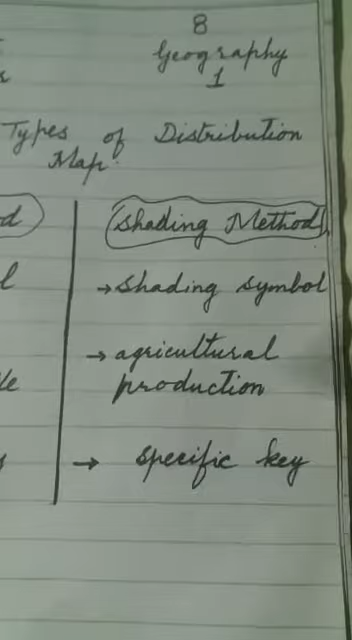 8
Geography
1
Types of Distribution
Map.
Shading Method
→ shading symbol
→ agricultural
production
→ specific key